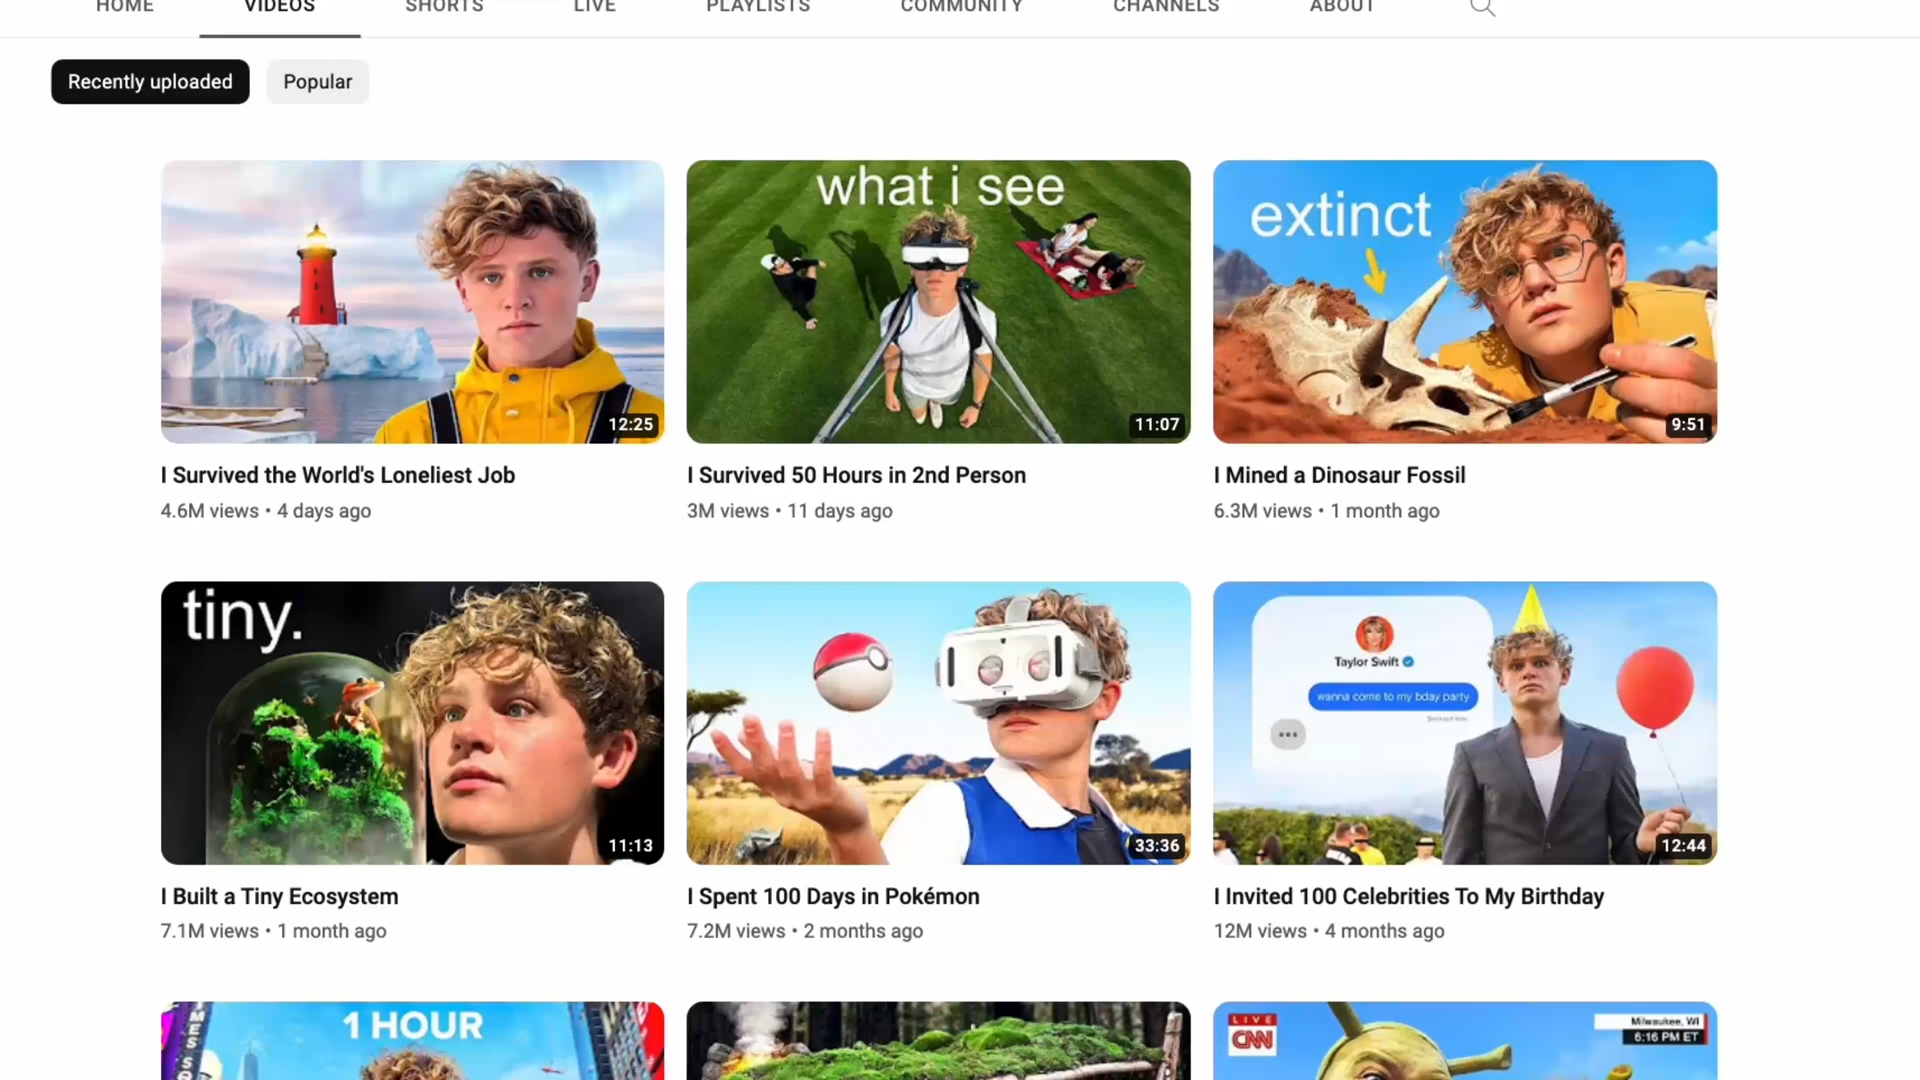 HOME VIDEOS SHORTS LIVE PLAYLISTS COMMUNITY CHANNELS ABOUT
Recently uploaded Popular
12:25
what i see
11:07
extinct
9:51
I Survived the World's Loneliest Job
4.6M views • 4 days ago
I Survived 50 Hours in 2nd Person
3M views • 11 days ago
I Mined a Dinosaur Fossil
6.3M views • 1 month ago
tiny.
11:13
33:36
Taylor Swift
wanna come to my bday party
12:44
I Built a Tiny Ecosystem
7.1M views • 1 month ago
I Spent 100 Days in Pokémon
7.2M views • 2 months ago
I Invited 100 Celebrities To My Birthday
12M views • 4 months ago
1 HOUR
LIVE
CNN
Milwaukee, WI
6:16 PM ET